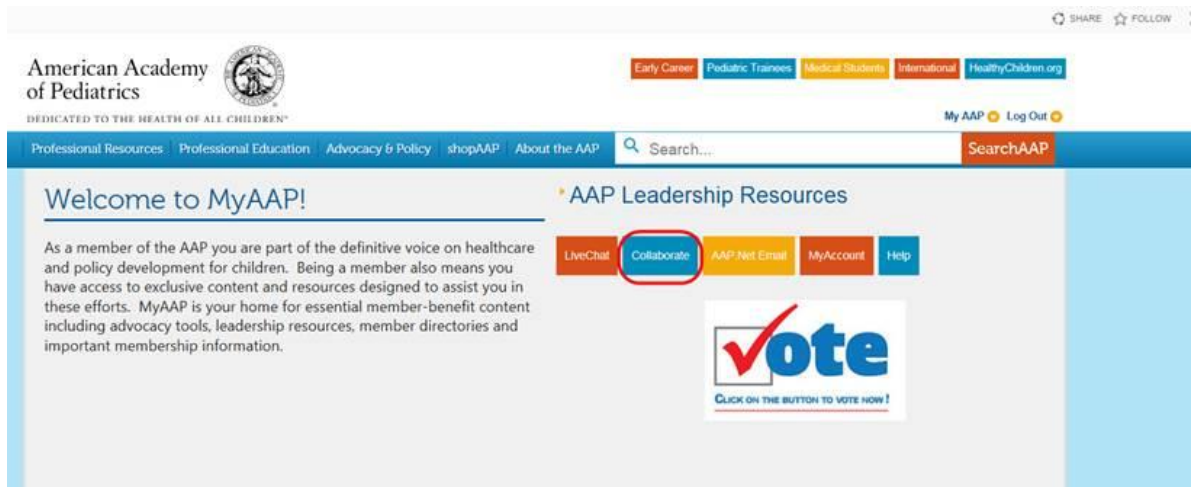 SHARE FOLLOW
American Academy
of Pediatrics
DEDICATED TO THE HEALTH OF ALL CHILDREN®
Early Career Pediatric Trainees Medical Students International HealthyChildren.org
My AAP Log Out
Professional Resources Professional Education Advocacy & Policy shopAAP About the AAP Search... SearchAAP
Welcome to MyAAP!
As a member of the AAP you are part of the definitive voice on healthcare
and policy development for children. Being a member also means you
have access to exclusive content and resources designed to assist you in
these efforts. MyAAP is your home for essential member-benefit content
including advocacy tools, leadership resources, member directories and
important membership information.
AAP Leadership Resources
LiveChat Collaborate AAP.Net Email MyAccount Help
vote
CLICK ON THE BUTTON TO VOTE NOW!